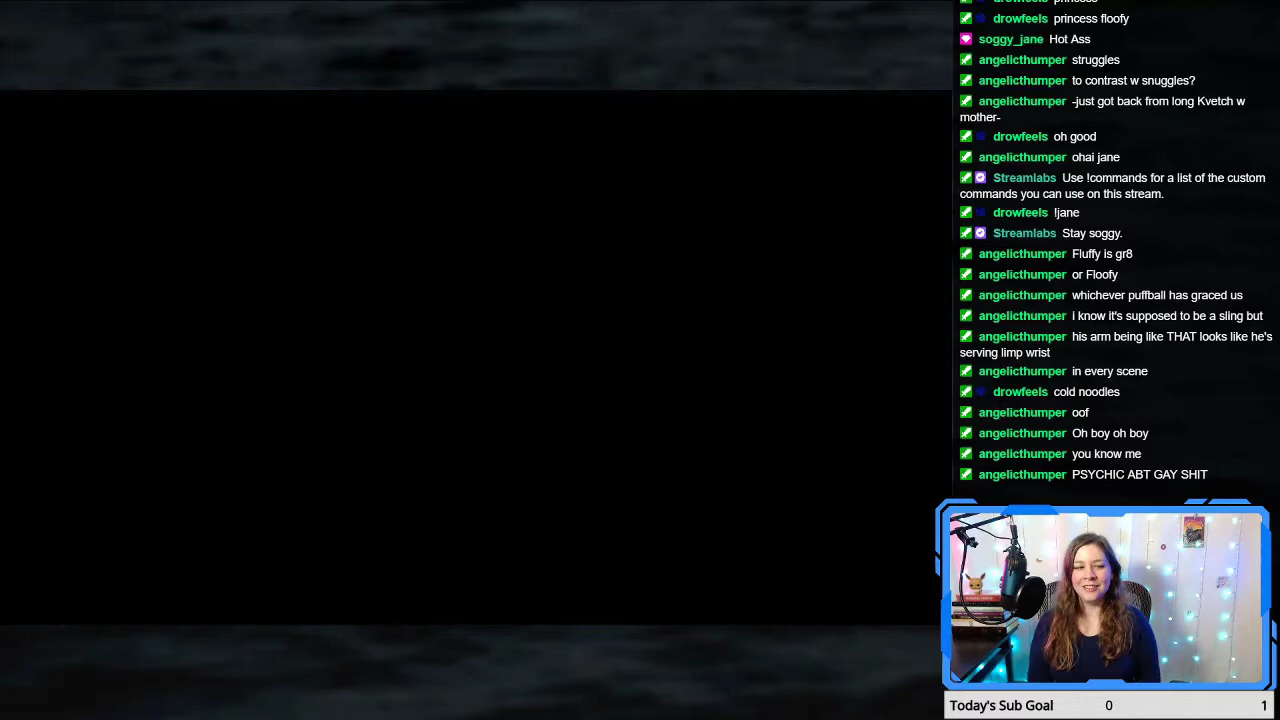 drowfeels princess
drowfeels princess floofy
soggy_jane Hot Ass
angelicthumper struggles
angelicthumper to contrast w snuggles?
angelicthumper -just got back from long Kvetch w
mother-
drowfeels oh good
angelicthumper ohai jane
Streamlabs Use !commands for a list of the custom
commands you can use on this stream.
drowfeels !jane
Streamlabs Stay soggy.
angelicthumper Fluffy is gr8
angelicthumper or Floofy
angelicthumper whichever puffball has graced us
angelicthumper i know it's supposed to be a sling but
angelicthumper his arm being like THAT looks like he's
serving limp wrist
angelicthumper in every scene
drowfeels cold noodles
angelicthumper oof
angelicthumper Oh boy oh boy
angelicthumper you know me
angelicthumper PSYCHIC ABT GAY SHIT
Today's Sub Goal 0 1